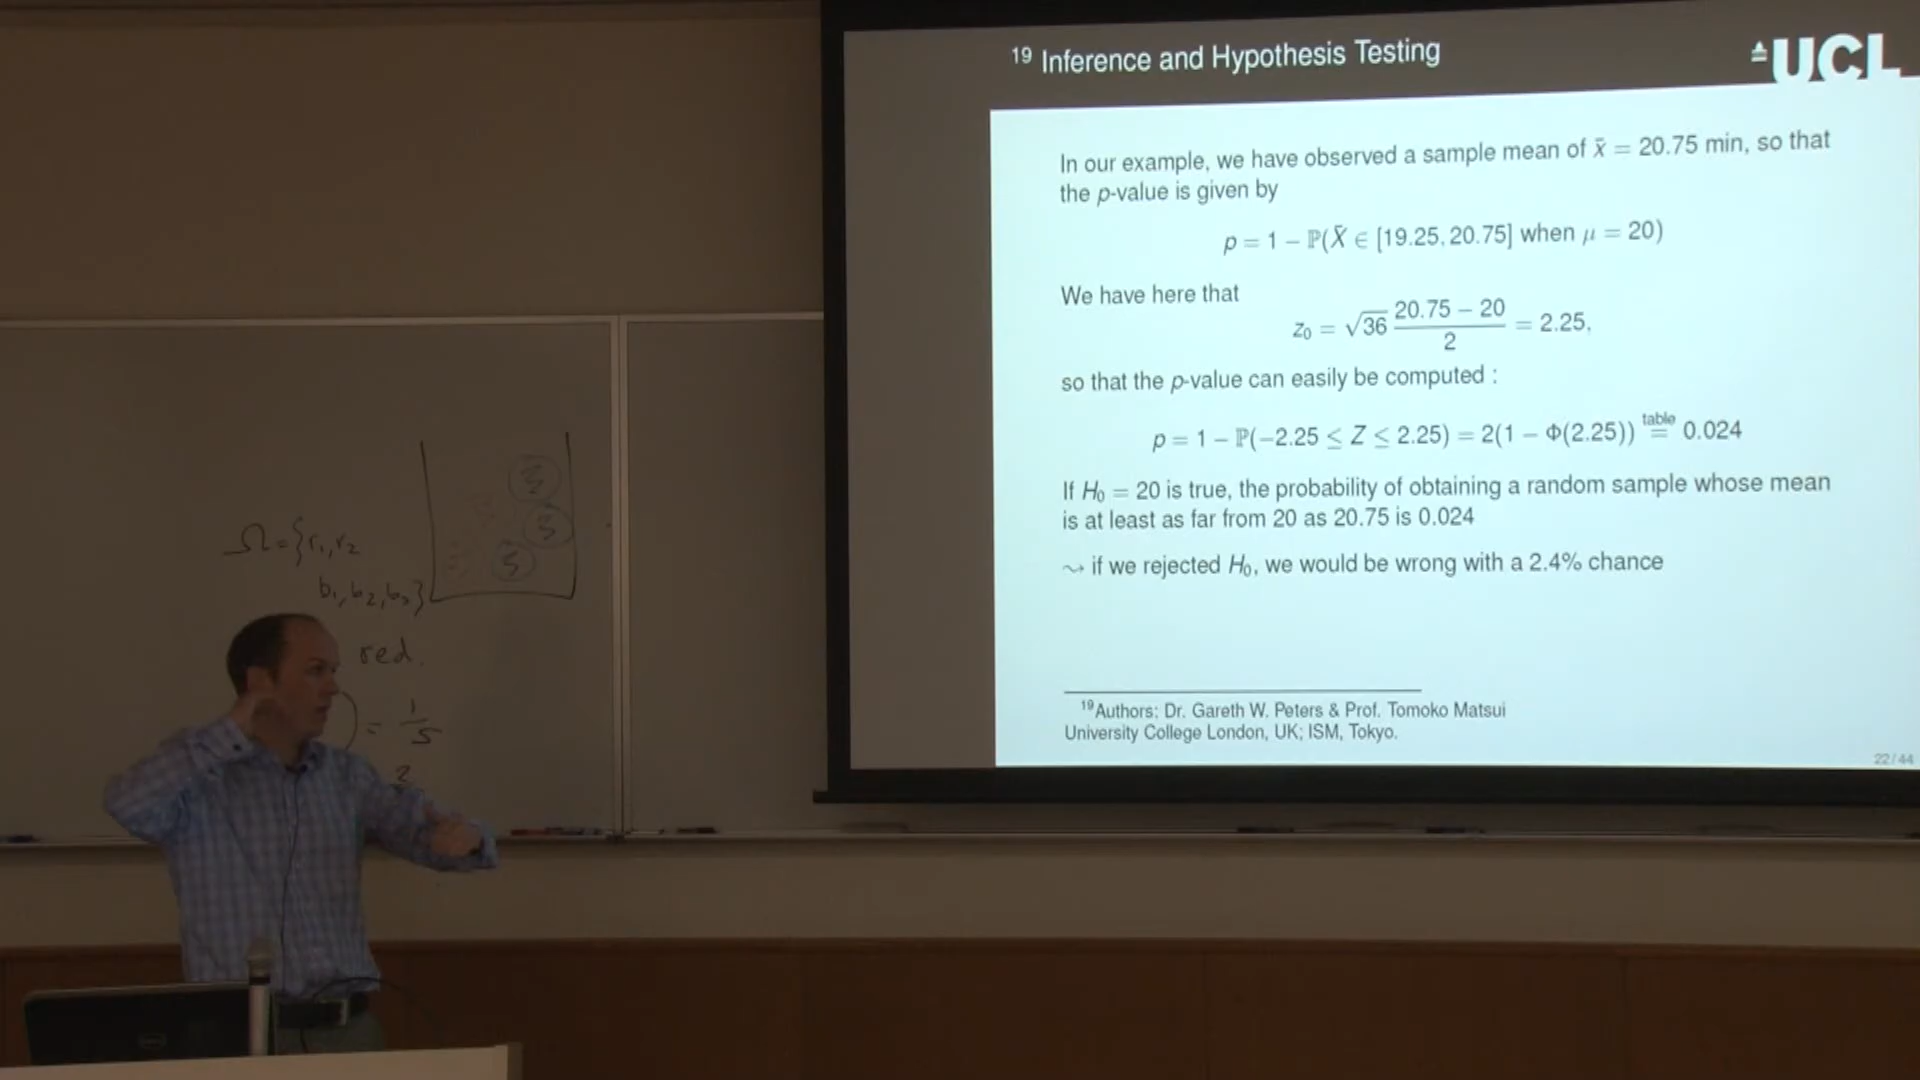 19 Inference and Hypothesis Testing
UCL
In our example, we have observed a sample mean of x̄ = 20.75 min, so that
the p-value is given by
p = 1 − ℙ(X̄ ∈ [19.25, 20.75] when μ = 20)
We have here that
z₀ = √36 (20.75 − 20)/2 = 2.25,
so that the p-value can easily be computed :
p = 1 − ℙ(−2.25 ≤ Z ≤ 2.25) = 2(1 − Φ(2.25)) table = 0.024
If H₀ = 20 is true, the probability of obtaining a random sample whose mean
is at least as far from 20 as 20.75 is 0.024
⇝ if we rejected H₀, we would be wrong with a 2.4% chance
19Authors: Dr. Gareth W. Peters & Prof. Tomoko Matsui
University College London, UK; ISM, Tokyo.
22/44
Ω={r₁,r₂
b₁,b₂,b₃}
red.
) = 1/5
2